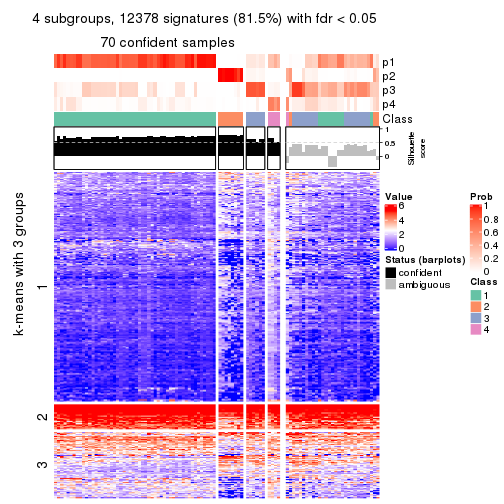 4 subgroups, 12378 signatures (81.5%) with fdr < 0.05
70 confident samples
p1
p2
p3
p4
Class
1
0.5
0
Silhouette
score
k-means with 3 groups
1
2
3
Value
6
4
2
0
Status (barplots)
confident
ambiguous
Prob
1
0.8
0.6
0.4
0.2
0
Class
1
2
3
4